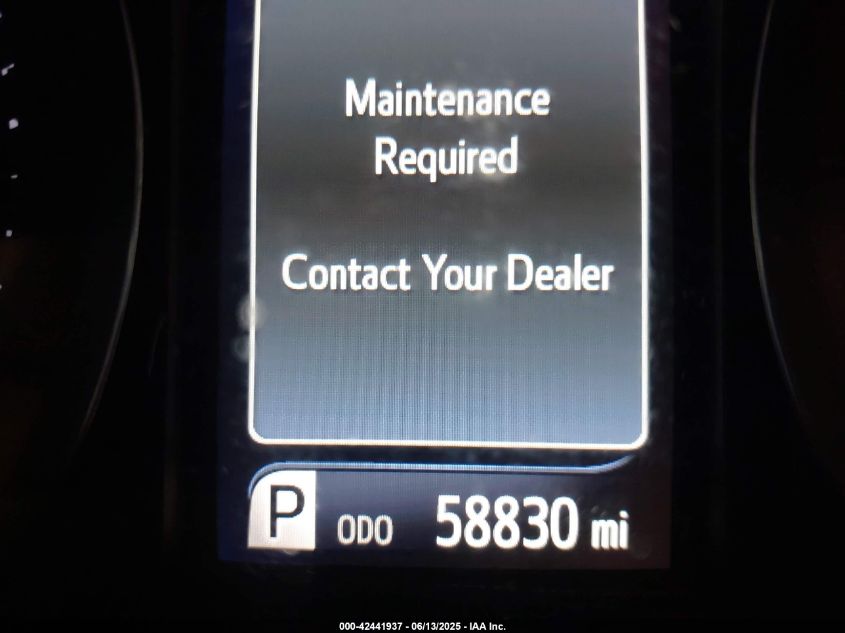 Maintenance
Required
Contact Your Dealer
P ODO 58830 mi
000-42441937 - 06/13/2025 - IAA Inc.